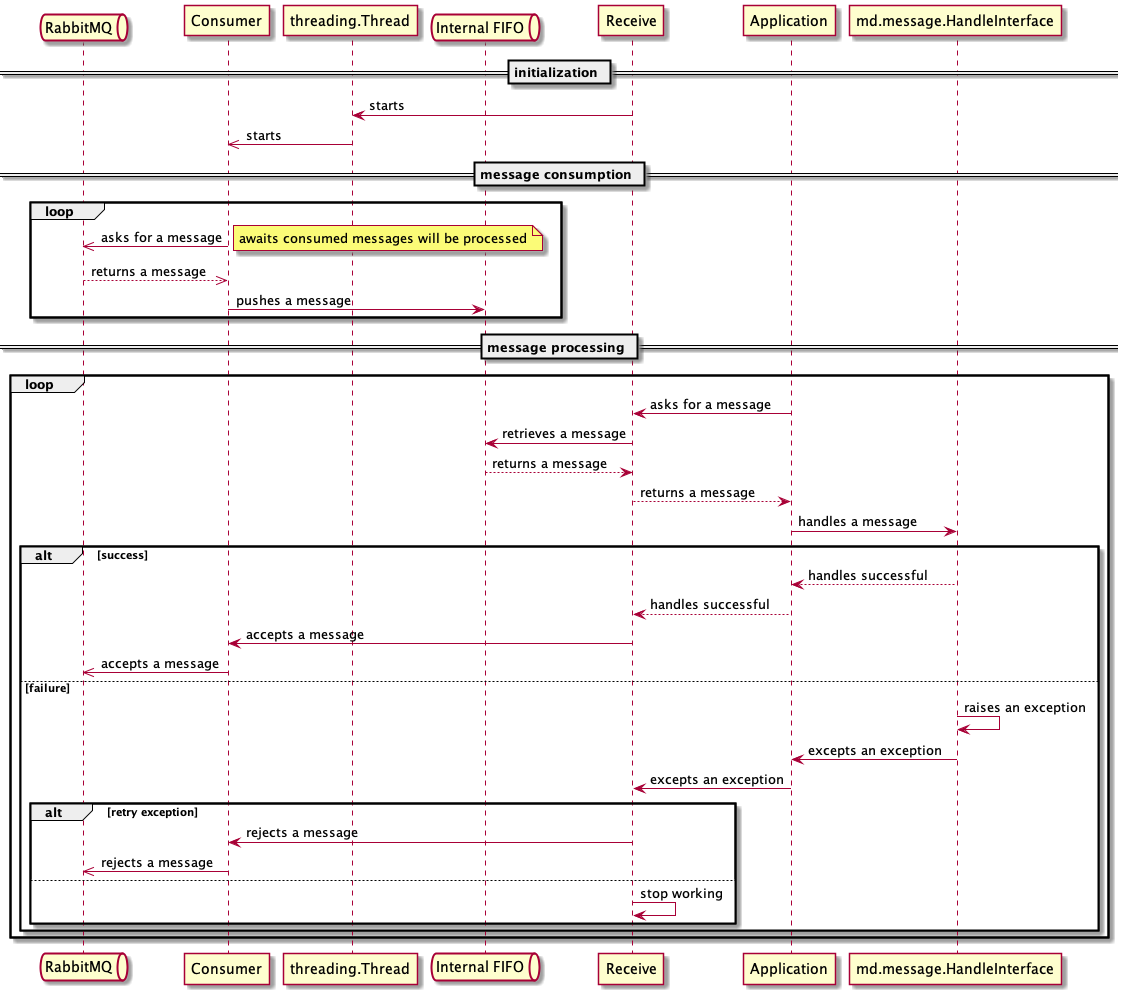 RabbitMQ
Consumer
threading.Thread
Internal FIFO
Receive
Application
md.message.HandleInterface
initialization
starts
starts
message consumption
loop
asks for a message
awaits consumed messages will be processed
returns a message
pushes a message
message processing
loop
asks for a message
retrieves a message
returns a message
returns a message
handles a message
alt
[success]
handles successful
handles successful
accepts a message
accepts a message
[failure]
raises an exception
excepts an exception
excepts an exception
alt
[retry exception]
rejects a message
rejects a message
stop working
RabbitMQ
Consumer
threading.Thread
Internal FIFO
Receive
Application
md.message.HandleInterface